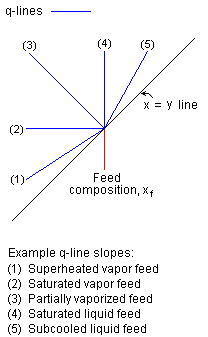 q-lines
(3)
(4)
(5)
x = y line
(2)
(1)
Feed
composition, xf
Example q-line slopes:
(1) Superheated vapor feed
(2) Saturated vapor feed
(3) Partially vaporized feed
(4) Saturated liquid feed
(5) Subcooled liquid feed